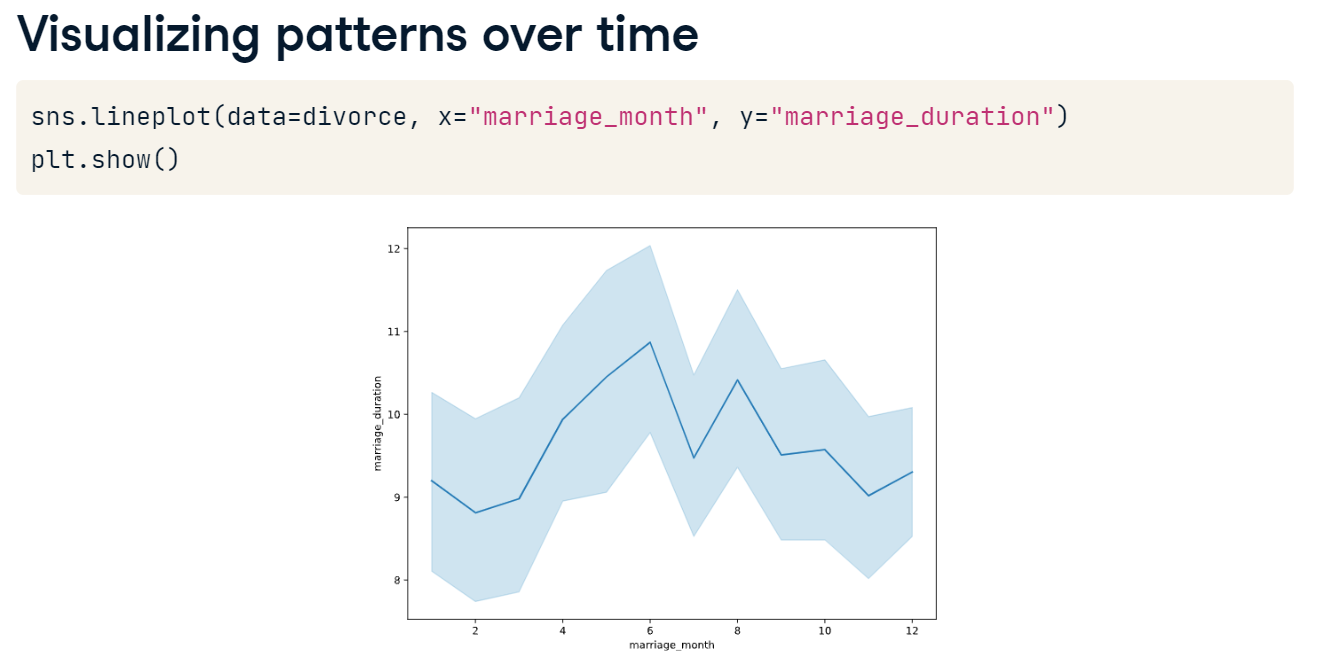 Visualizing patterns over time
sns.lineplot(data=divorce, x="marriage_month", y="marriage_duration")
plt.show()
12
11
10
9
8
marriage_duration
2 4 6 8 10 12
marriage_month